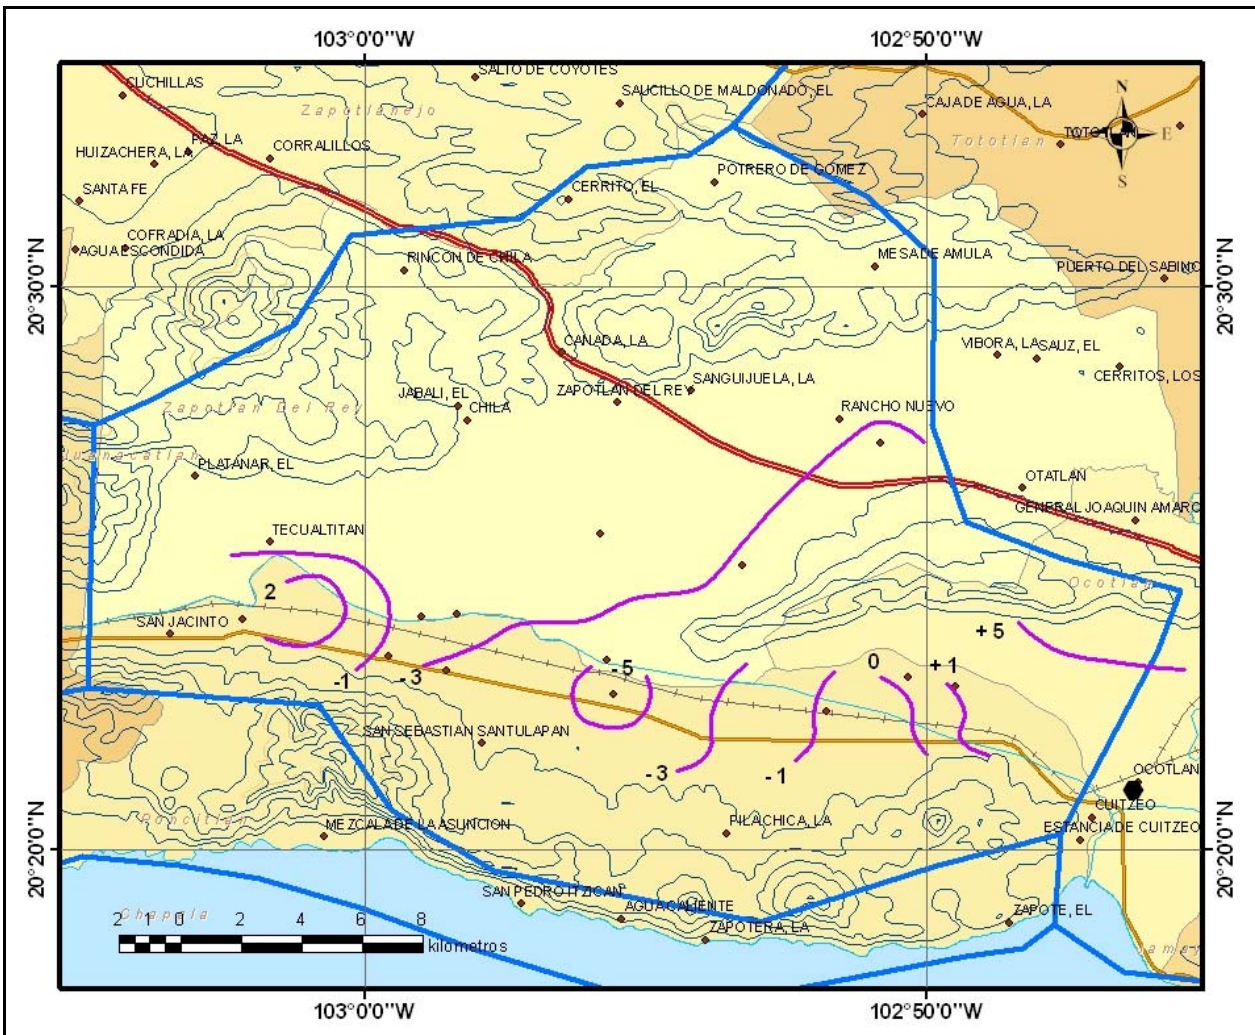 103°0'0"W
102°50'0"W
SALTO DE COYOTES
CUCHILLAS
SAUCILLO DE MALDONADO, EL
Zapotlanejo
CAJA DE AGUA, LA
N
TOTOTLAN
E
Tototlan
PAZ, LA
HUIZACHERA, LA
CORRALILLOS
S
POTRERO DE GOMEZ
SANTA FE
CERRITO, EL
COFRADIA, LA
AGUA ESCONDIDA
RINCON DE CHILA
MESA DE AMULA
PUERTO DEL SABINO
20°30'0"N
20°30'0"N
CANADA, LA
VIBORA, LA
SAUZ, EL
CERRITOS, LOS
SANGUIJUELA, LA
JABALI, EL
ZAPOTLAN DEL REY
Zapotlan Del Rey
CHILA
RANCHO NUEVO
Juanacatlan
PLATANAR, EL
OTATLAN
GENERAL JOAQUIN AMARO
TECUALTITAN
Ocotlan
2
SAN JACINTO
+ 5
-1
- 3
- 5
0
+ 1
SAN SEBASTIAN SANTULAPAN
- 3
-1
OCOTLAN
CUITZEO
Poncitlan
MEZCALA DE LA ASUNCION
PILACHICA, LA
ESTANCIA DE CUITZEO
20°20'0"N
20°20'0"N
SAN PEDRO ITZICAN
AGUA CALIENTE
ZAPOTE, EL
Chapala
ZAPOTERA, LA
2 1 0 2 4 6 8
kilometros
Jamay
103°0'0"W
102°50'0"W